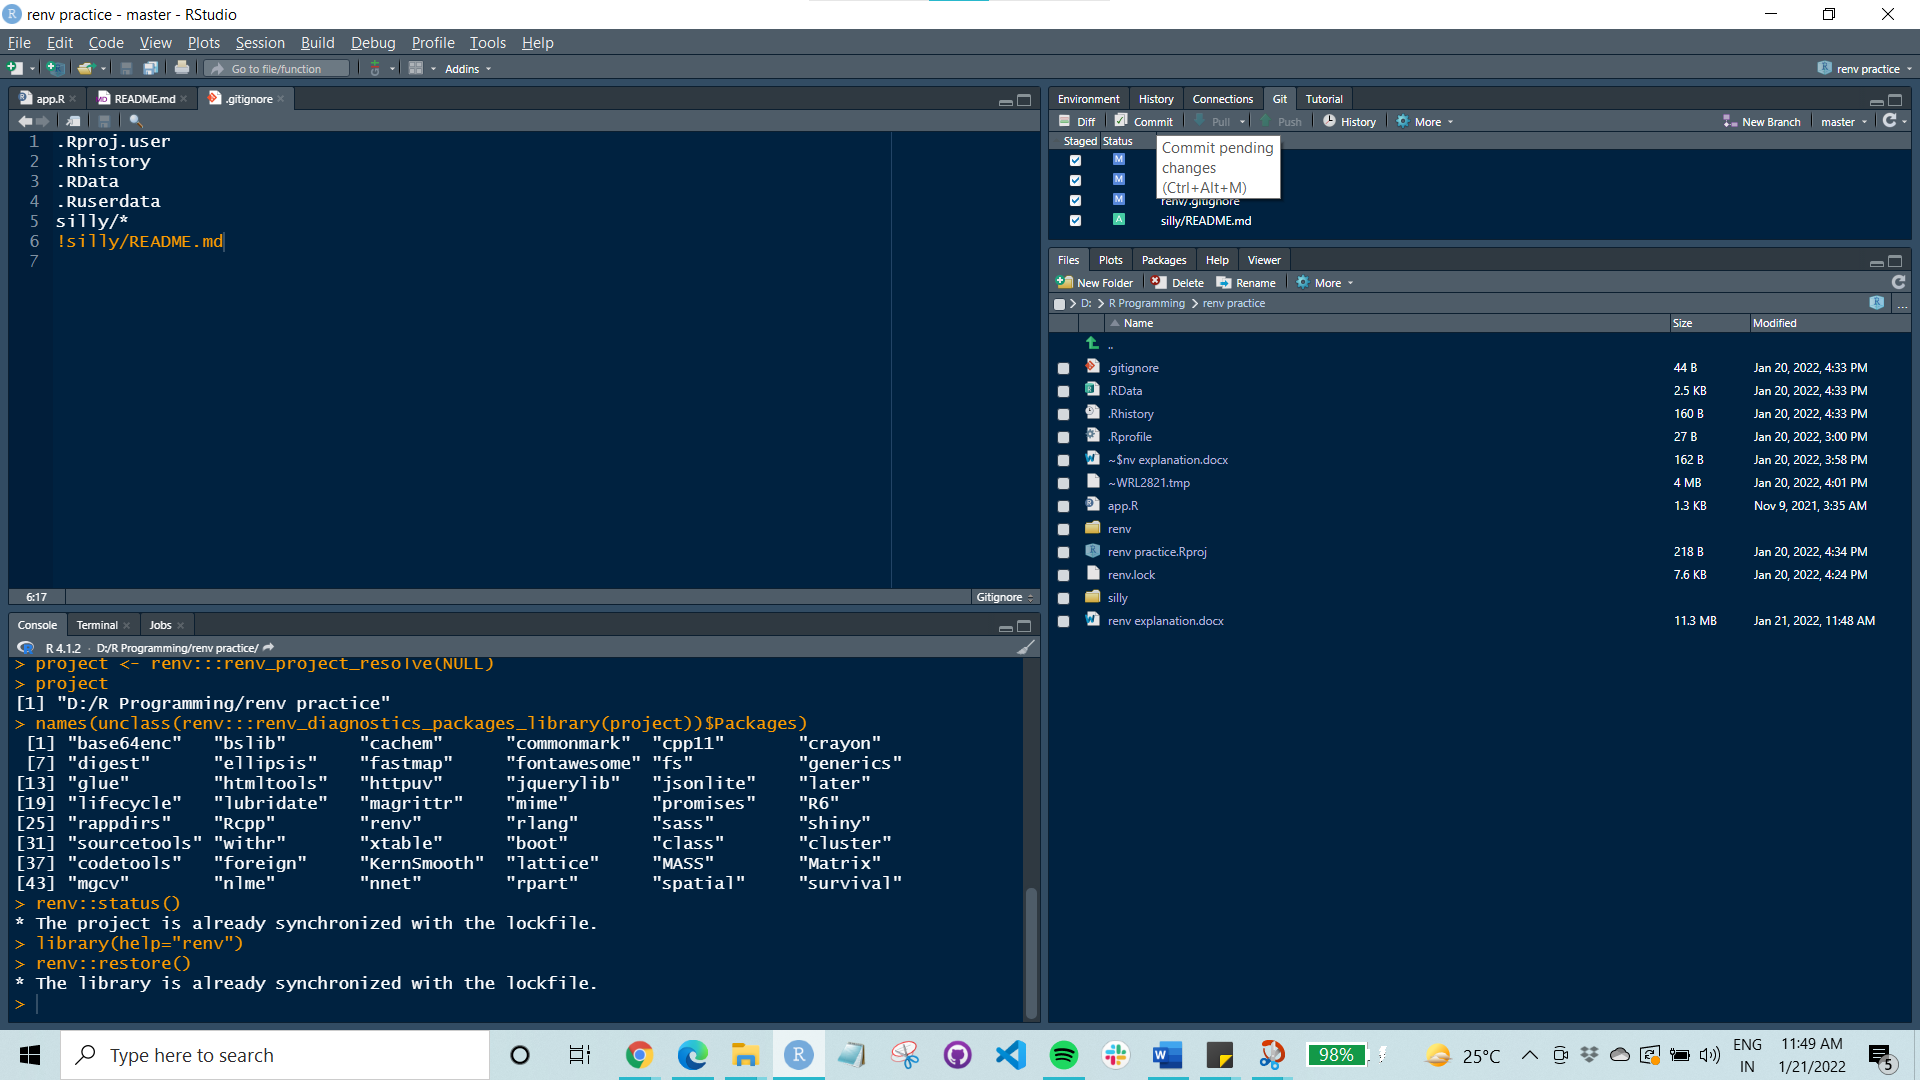 renv practice - master - RStudio
File Edit Code View Plots Session Build Debug Profile Tools Help
Go to file/function Addins renv practice
app.R README.md .gitignore
1 .Rproj.user
2 .Rhistory
3 .RData
4 .Ruserdata
5 silly/*
6 !silly/README.md
7
6:17 Gitignore
Console Terminal Jobs
R 4.1.2 · D:/R Programming/renv practice/
> project <- renv:::renv_project_resolve(NULL)
> project
[1] "D:/R Programming/renv practice"
> names(unclass(renv:::renv_diagnostics_packages_library(project))$Packages)
[1] "base64enc" "bslib" "cachem" "commonmark" "cpp11" "crayon"
[7] "digest" "ellipsis" "fastmap" "fontawesome" "fs" "generics"
[13] "glue" "htmltools" "httpuv" "jquerylib" "jsonlite" "later"
[19] "lifecycle" "lubridate" "magrittr" "mime" "promises" "R6"
[25] "rappdirs" "Rcpp" "renv" "rlang" "sass" "shiny"
[31] "sourcetools" "withr" "xtable" "boot" "class" "cluster"
[37] "codetools" "foreign" "KernSmooth" "lattice" "MASS" "Matrix"
[43] "mgcv" "nlme" "nnet" "rpart" "spatial" "survival"
> renv::status()
* The project is already synchronized with the lockfile.
> library(help="renv")
> renv::restore()
* The library is already synchronized with the lockfile.
>
Environment History Connections Git Tutorial
Diff Commit Pull Push History More New Branch master
Staged Status
M
M
M renv/.gitignore
A silly/README.md
Commit pending
changes
(Ctrl+Alt+M)
Files Plots Packages Help Viewer
New Folder Delete Rename More
D: R Programming renv practice ...
Name Size Modified
..
.gitignore 44 B Jan 20, 2022, 4:33 PM
.RData 2.5 KB Jan 20, 2022, 4:33 PM
.Rhistory 160 B Jan 20, 2022, 4:33 PM
.Rprofile 27 B Jan 20, 2022, 3:00 PM
~$nv explanation.docx 162 B Jan 20, 2022, 3:58 PM
~WRL2821.tmp 4 MB Jan 20, 2022, 4:01 PM
app.R 1.3 KB Nov 9, 2021, 3:35 AM
renv
renv practice.Rproj 218 B Jan 20, 2022, 4:34 PM
renv.lock 7.6 KB Jan 20, 2022, 4:24 PM
silly
renv explanation.docx 11.3 MB Jan 21, 2022, 11:48 AM
Type here to search 98% 25°C ENG 11:49 AM
IN 1/21/2022 5